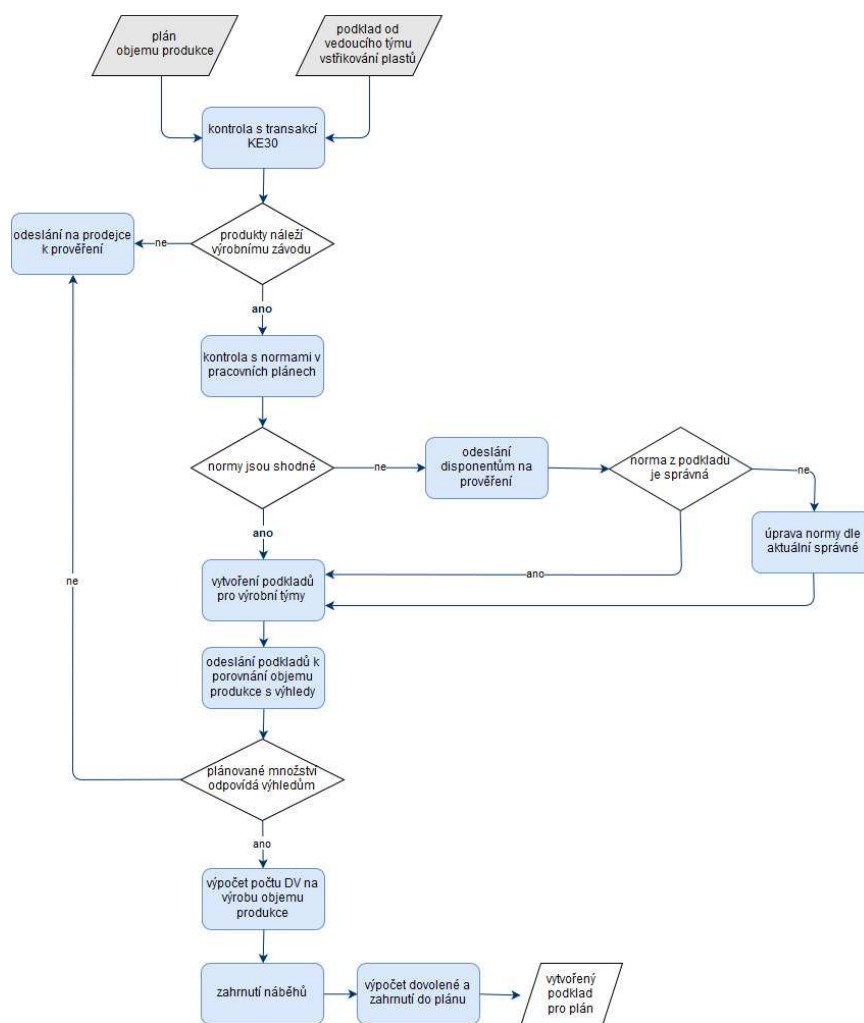 plán
objemu produkce
podklad od
vedoucího týmu
vstřikování plastů
kontrola s transakcí
KE30
odeslání na prodejce
k prověření
ne
produkty náleží
výrobnímu závodu
ano
kontrola s normami v
pracovních plánech
normy jsou shodné
ne
odeslání
disponentům na
prověření
norma z podkladu
je správná
ne
úprava normy dle
aktuální správné
ano
ano
ne
vytvoření podkladů
pro výrobní týmy
odeslání podkladů k
porovnání objemu
produkce s výhledy
plánované množství
odpovídá výhledům
ano
výpočet počtu DV na
výrobu objemu
produkce
zahrnutí náběhů
výpočet dovolené a
zahrnutí do plánu
vytvořený
podklad
pro plán